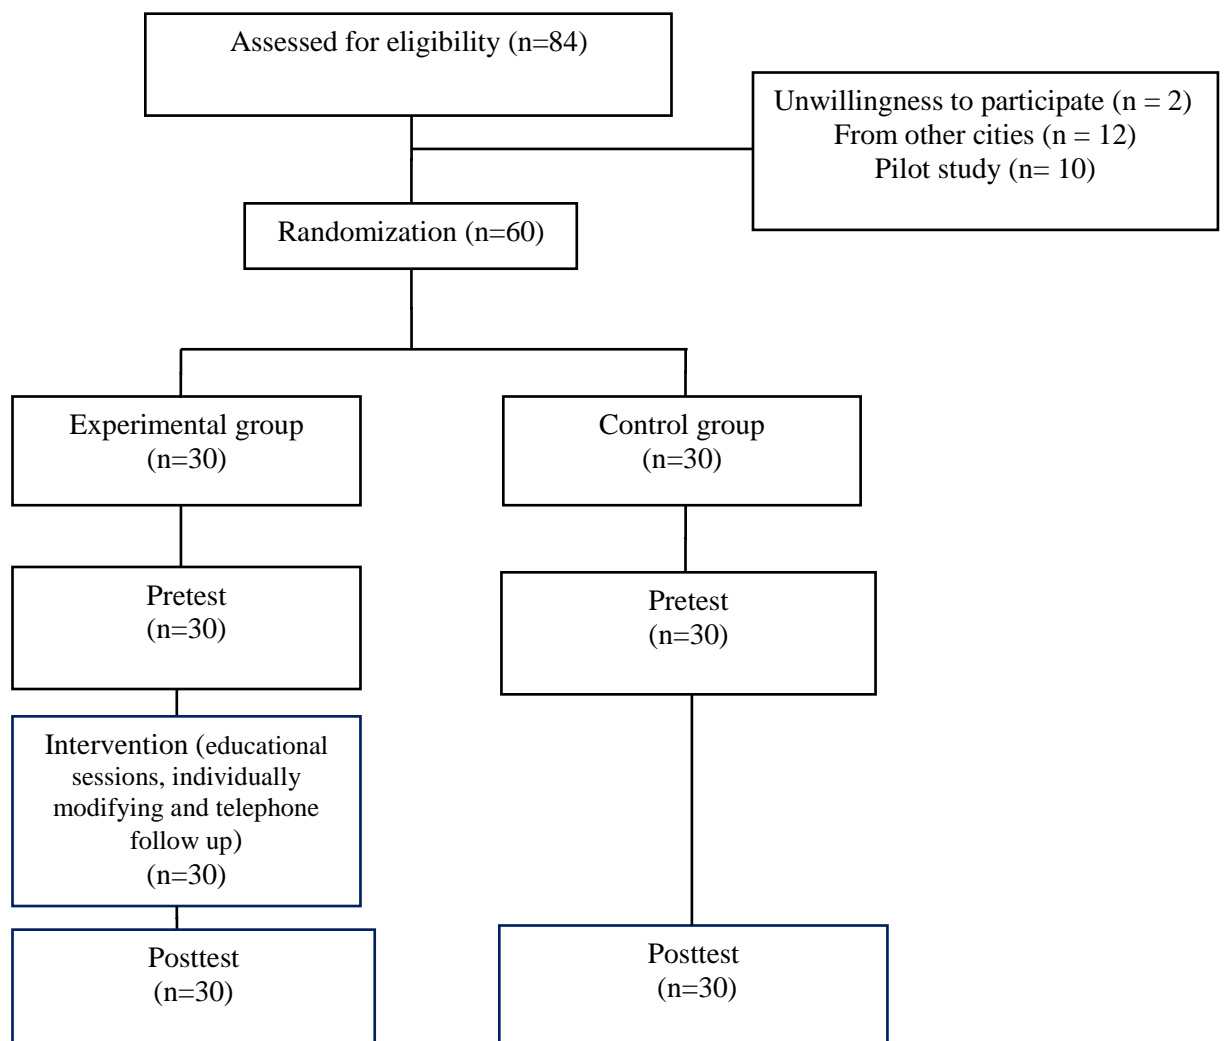 Assessed for eligibility (n=84)
Unwillingness to participate (n = 2)
From other cities (n = 12)
Pilot study (n= 10)
Randomization (n=60)
Experimental group
(n=30)
Control group
(n=30)
Pretest
(n=30)
Pretest
(n=30)
Intervention (educational
sessions, individually
modifying and telephone
follow up)
(n=30)
Posttest
(n=30)
Posttest
(n=30)